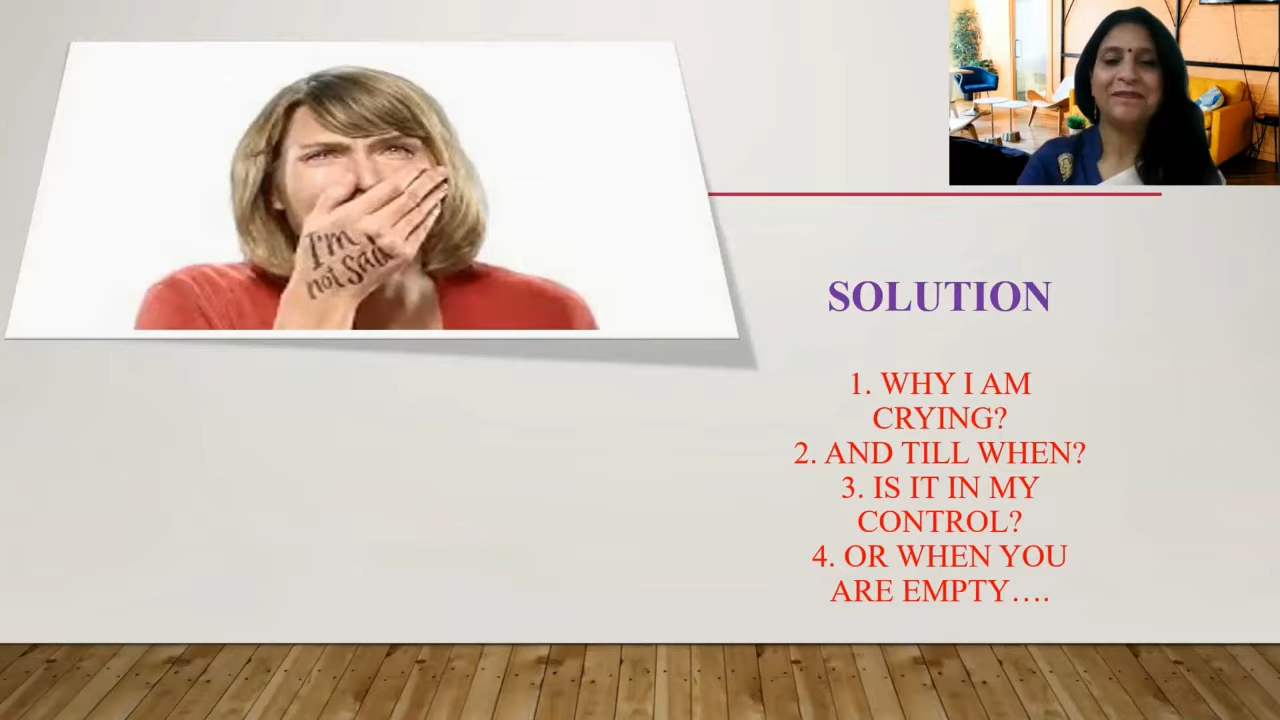 I'm
not sad
SOLUTION
1. WHY I AM
CRYING?
2. AND TILL WHEN?
3. IS IT IN MY
CONTROL?
4. OR WHEN YOU
ARE EMPTY….